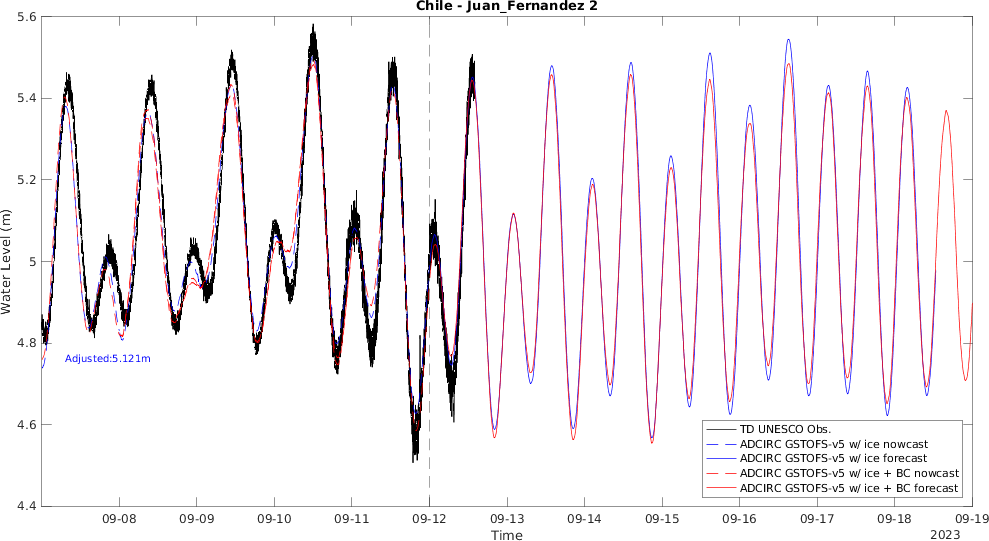 Chile - Juan_Fernandez 2
Water Level (m)
5.6
5.4
5.2
5
4.8
4.6
4.4
Adjusted:5.121m
TD UNESCO Obs.
ADCIRC GSTOFS-v5 w/ ice nowcast
ADCIRC GSTOFS-v5 w/ ice forecast
ADCIRC GSTOFS-v5 w/ ice + BC nowcast
ADCIRC GSTOFS-v5 w/ ice + BC forecast
09-08 09-09 09-10 09-11 09-12 09-13 09-14 09-15 09-16 09-17 09-18 09-19
Time
2023